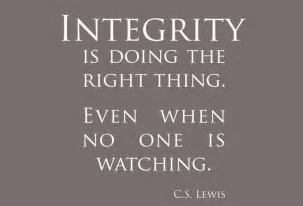 INTEGRITY
IS DOING THE
RIGHT THING.
EVEN WHEN
NO ONE IS
WATCHING.
C.S. LEWIS